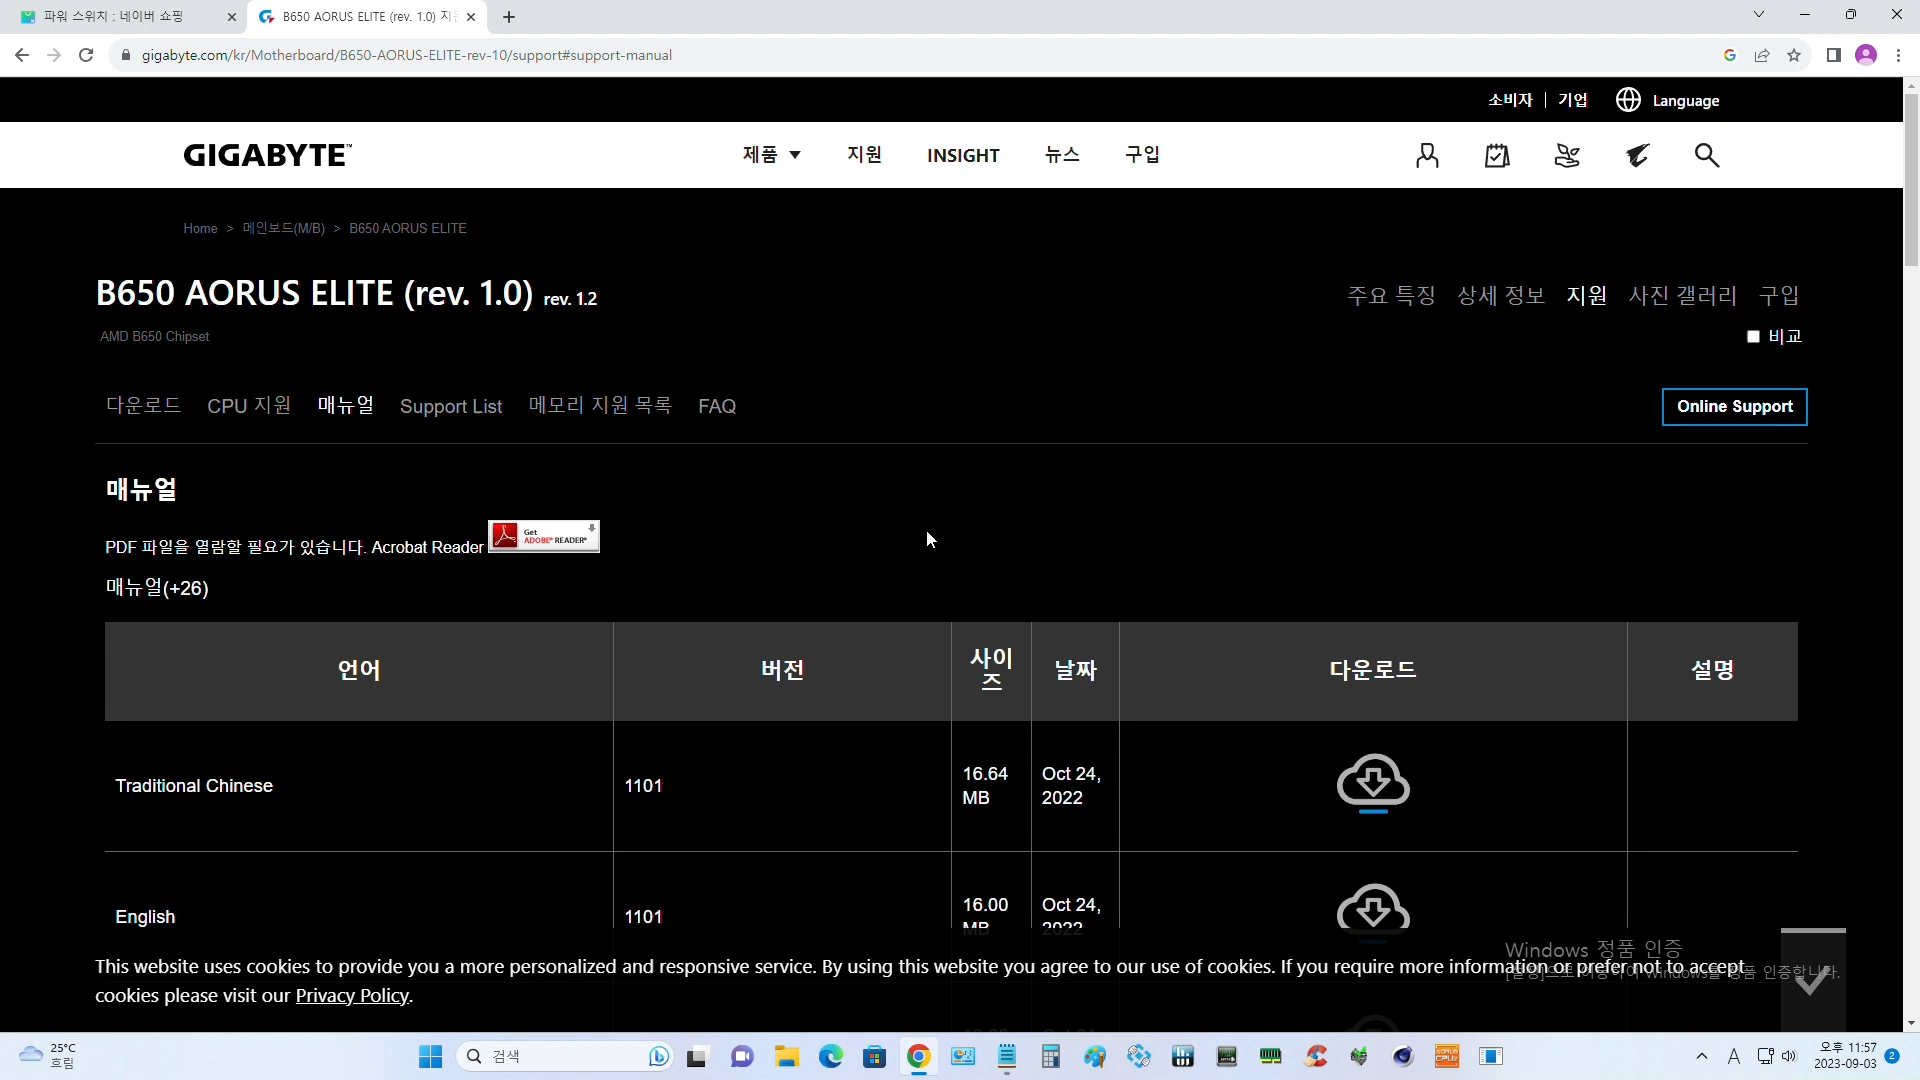 파워 스위치 : 네이버 쇼핑
B650 AORUS ELITE (rev. 1.0) 지
gigabyte.com/kr/Motherboard/B650-AORUS-ELITE-rev-10/support#support-manual
소비자 | 기업 Language
GIGABYTE™ 제품 지원 INSIGHT 뉴스 구입
Home > 메인보드(M/B) > B650 AORUS ELITE
B650 AORUS ELITE (rev. 1.0) rev. 1.2
주요 특징 상세 정보 지원 사진 갤러리 구입
AMD B650 Chipset
비교
다운로드 CPU 지원 매뉴얼 Support List 메모리 지원 목록 FAQ
Online Support
매뉴얼
PDF 파일을 열람할 필요가 있습니다. Acrobat Reader
Get
ADOBE® READER®
매뉴얼(+26)
언어 버전 사이즈 날짜 다운로드 설명
Traditional Chinese 1101 16.64 MB Oct 24, 2022
English 1101 16.00 MB Oct 24, 2022
Windows 정품 인증
This website uses cookies to provide you a more personalized and responsive service. By using this website you agree to our use of cookies. If you require more information or prefer not to accept
cookies please visit our Privacy Policy.
25°C
흐림
검색
A
오후 11:57
2023-09-03
2